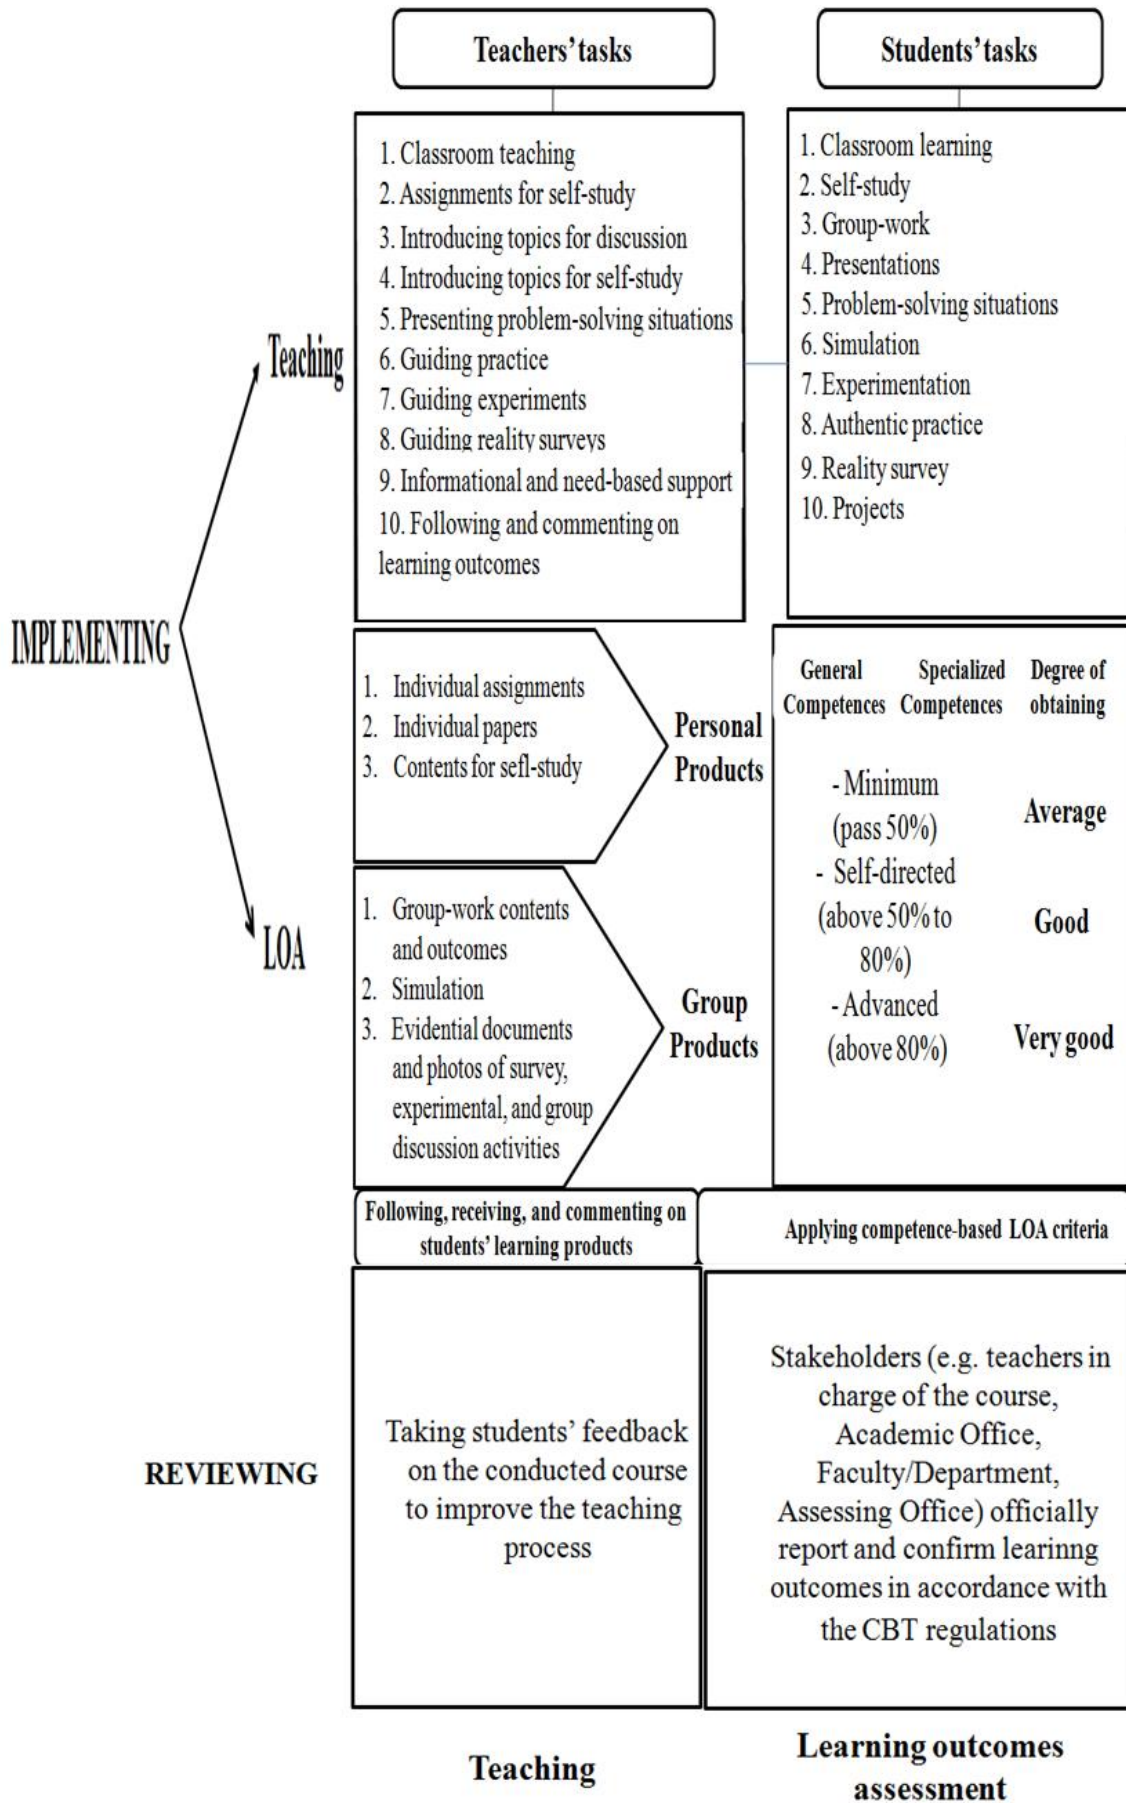 Teachers' tasks
Students' tasks
1. Classroom teaching
2. Assignments for self-study
3. Introducing topics for discussion
4. Introducing topics for self-study
5. Presenting problem-solving situations
6. Guiding practice
7. Guiding experiments
8. Guiding reality surveys
9. Informational and need-based support
10. Following and commenting on
learning outcomes
1. Classroom learning
2. Self-study
3. Group-work
4. Presentations
5. Problem-solving situations
6. Simulation
7. Experimentation
8. Authentic practice
9. Reality survey
10. Projects
Teaching
IMPLEMENTING
LOA
1. Individual assignments
2. Individual papers
3. Contents for sefl-study
Personal
Products
1. Group-work contents
and outcomes
2. Simulation
3. Evidential documents
and photos of survey,
experimental, and group
discussion activities
Group
Products
General
Competences
Specialized
Competences
Degree of
obtaining
- Minimum
(pass 50%)
- Self-directed
(above 50% to
80%)
- Advanced
(above 80%)
Average
Good
Very good
Following, receiving, and commenting on
students' learning products
Applying competence-based LOA criteria
REVIEWING
Taking students' feedback
on the conducted course
to improve the teaching
process
Stakeholders (e.g. teachers in
charge of the course,
Academic Office,
Faculty/Department,
Assessing Office) officially
report and confirm learinng
outcomes in accordance with
the CBT regulations
Teaching
Learning outcomes
assessment